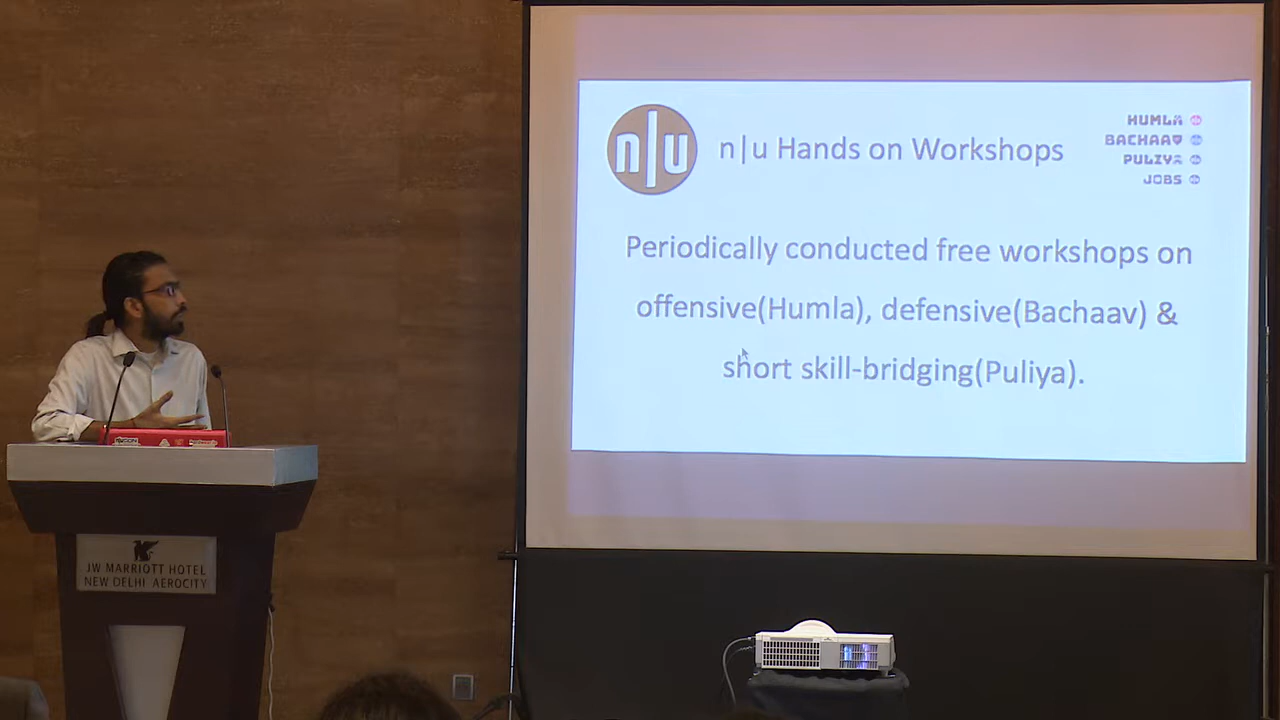 n|u
n|u Hands on Workshops
HUMLA
BACHAAV
PULIYA
JOBS
Periodically conducted free workshops on
offensive(Humla), defensive(Bachaav) &
short skill-bridging(Puliya).
JW MARRIOTT HOTEL
NEW DELHI AEROCITY